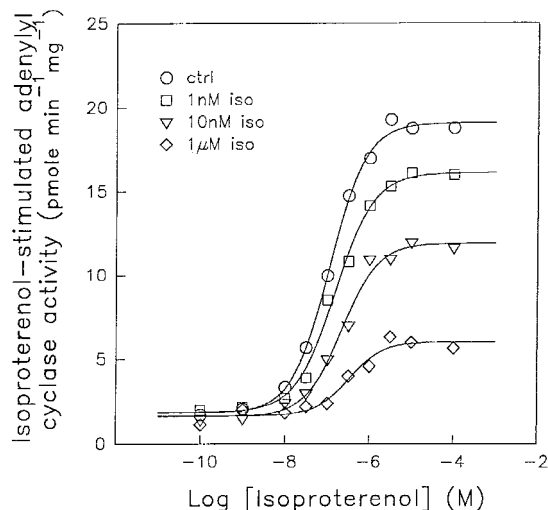 Isoproterenol-stimulated adenylyl
cyclase activity (pmole min⁻¹ mg⁻¹)
25
20
15
10
5
0
ctrl
1nM iso
10nM iso
1µM iso
-10
-8
-6
-4
-2
Log [Isoproterenol] (M)